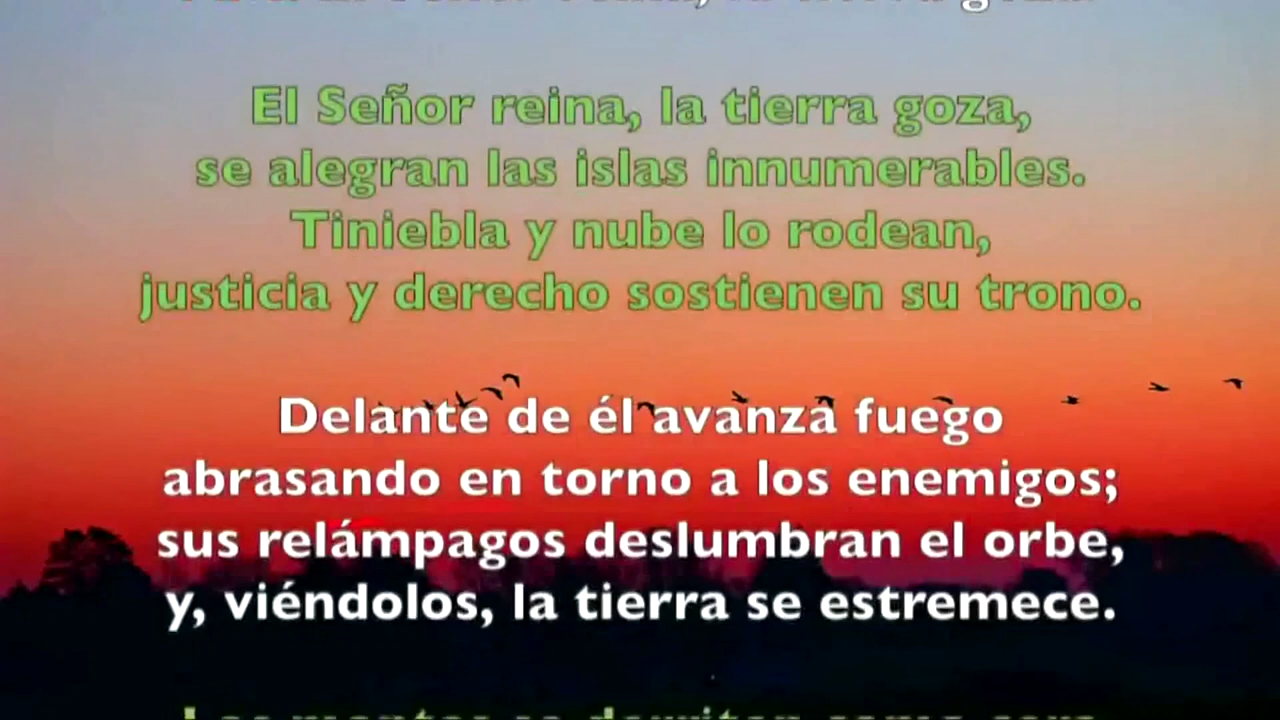 El Señor reina, la tierra goza,
se alegran las islas innumerables.
Tiniebla y nube lo rodean,
justicia y derecho sostienen su trono.
Delante de él avanza fuego
abrasando en torno a los enemigos;
sus relámpagos deslumbran el orbe,
y, viéndolos, la tierra se estremece.